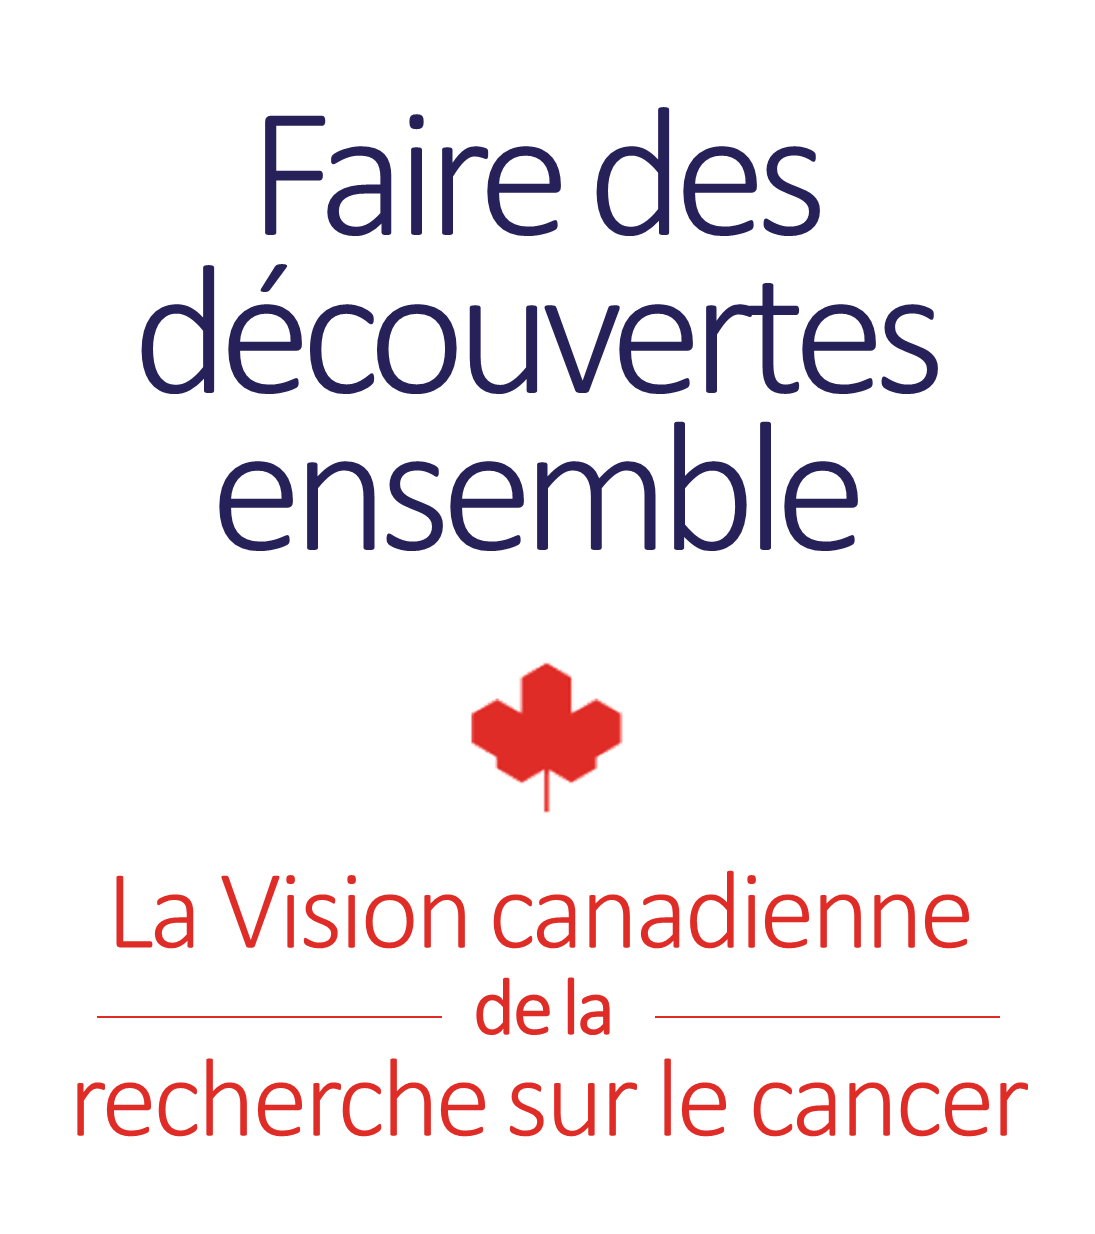 Faire des
découvertes
ensemble
La Vision canadienne
de la
recherche sur le cancer